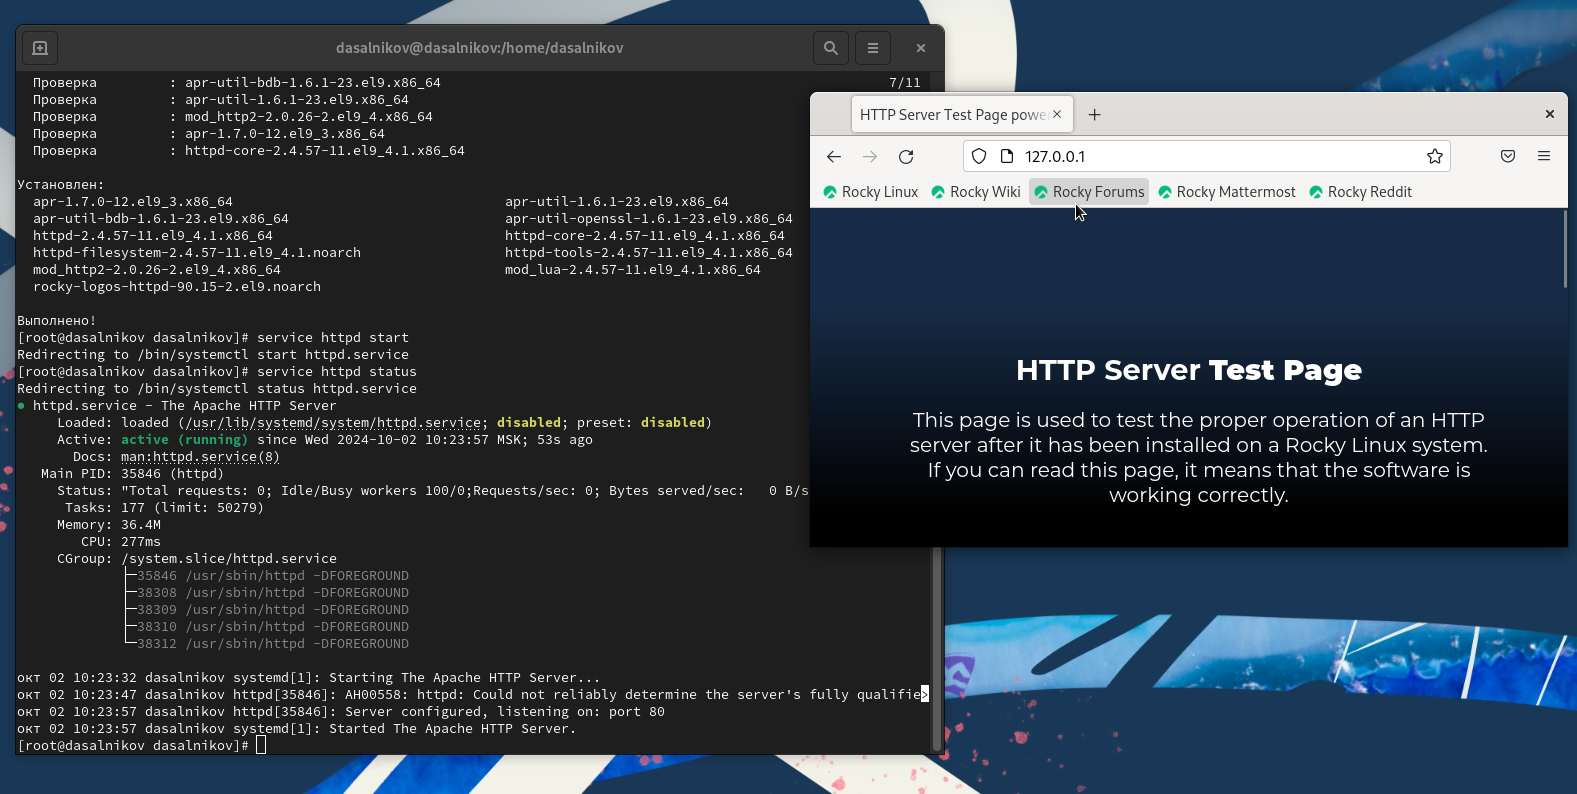 dasalnikov@dasalnikov:/home/dasalnikov
Проверка : apr-util-bdb-1.6.1-23.el9.x86_64 7/11
Проверка : apr-util-1.6.1-23.el9.x86_64
Проверка : mod_http2-2.0.26-2.el9_4.x86_64
Проверка : apr-1.7.0-12.el9_3.x86_64
Проверка : httpd-core-2.4.57-11.el9_4.1.x86_64
Установлен:
apr-1.7.0-12.el9_3.x86_64 apr-util-1.6.1-23.el9.x86_64
apr-util-bdb-1.6.1-23.el9.x86_64 apr-util-openssl-1.6.1-23.el9.x86_64
httpd-2.4.57-11.el9_4.1.x86_64 httpd-core-2.4.57-11.el9_4.1.x86_64
httpd-filesystem-2.4.57-11.el9_4.1.noarch httpd-tools-2.4.57-11.el9_4.1.x86_64
mod_http2-2.0.26-2.el9_4.x86_64 mod_lua-2.4.57-11.el9_4.1.x86_64
rocky-logos-httpd-90.15-2.el9.noarch
Выполнено!
[root@dasalnikov dasalnikov]# service httpd start
Redirecting to /bin/systemctl start httpd.service
[root@dasalnikov dasalnikov]# service httpd status
Redirecting to /bin/systemctl status httpd.service
● httpd.service - The Apache HTTP Server
Loaded: loaded (/usr/lib/systemd/system/httpd.service; disabled; preset: disabled)
Active: active (running) since Wed 2024-10-02 10:23:57 MSK; 53s ago
Docs: man:httpd.service(8)
Main PID: 35846 (httpd)
Status: "Total requests: 0; Idle/Busy workers 100/0;Requests/sec: 0; Bytes served/sec: 0 B/s
Tasks: 177 (limit: 50279)
Memory: 36.4M
CPU: 277ms
CGroup: /system.slice/httpd.service
├─35846 /usr/sbin/httpd -DFOREGROUND
├─38308 /usr/sbin/httpd -DFOREGROUND
├─38309 /usr/sbin/httpd -DFOREGROUND
├─38310 /usr/sbin/httpd -DFOREGROUND
└─38312 /usr/sbin/httpd -DFOREGROUND
окт 02 10:23:32 dasalnikov systemd[1]: Starting The Apache HTTP Server...
окт 02 10:23:47 dasalnikov httpd[35846]: AH00558: httpd: Could not reliably determine the server's fully qualifie>
окт 02 10:23:57 dasalnikov httpd[35846]: Server configured, listening on: port 80
окт 02 10:23:57 dasalnikov systemd[1]: Started The Apache HTTP Server.
[root@dasalnikov dasalnikov]#
HTTP Server Test Page powe
127.0.0.1
Rocky Linux Rocky Wiki Rocky Forums Rocky Mattermost Rocky Reddit
HTTP Server Test Page
This page is used to test the proper operation of an HTTP
server after it has been installed on a Rocky Linux system.
If you can read this page, it means that the software is
working correctly.